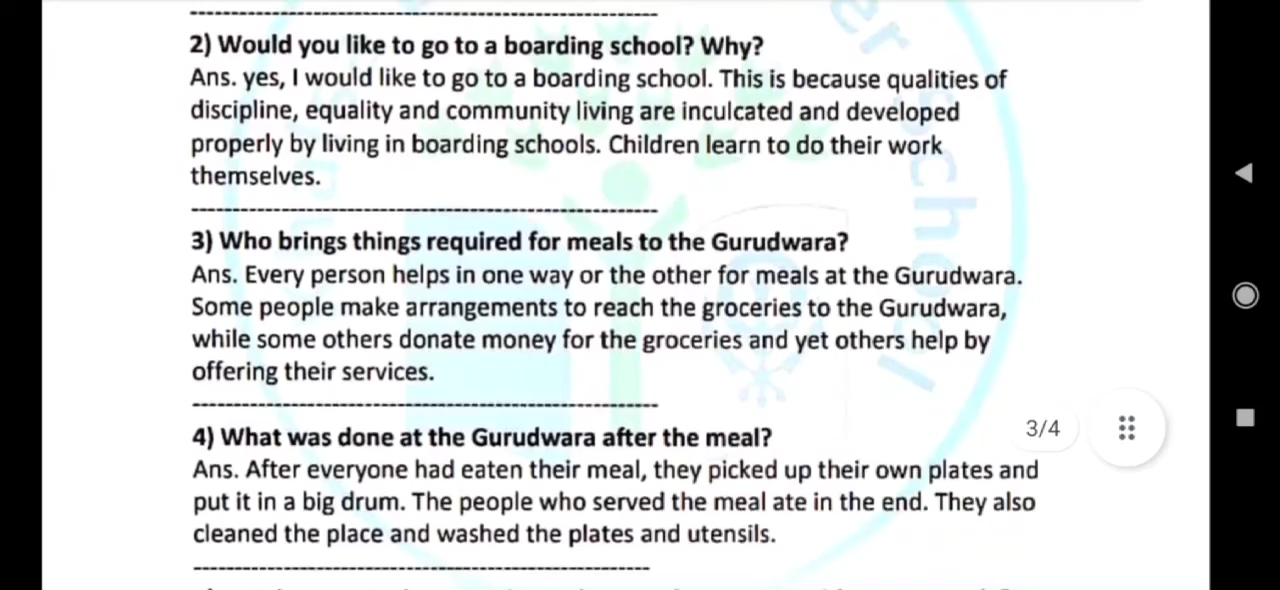 2) Would you like to go to a boarding school? Why?
Ans. yes, I would like to go to a boarding school. This is because qualities of
discipline, equality and community living are inculcated and developed
properly by living in boarding schools. Children learn to do their work
themselves.
3) Who brings things required for meals to the Gurudwara?
Ans. Every person helps in one way or the other for meals at the Gurudwara.
Some people make arrangements to reach the groceries to the Gurudwara,
while some others donate money for the groceries and yet others help by
offering their services.
3/4
4) What was done at the Gurudwara after the meal?
Ans. After everyone had eaten their meal, they picked up their own plates and
put it in a big drum. The people who served the meal ate in the end. They also
cleaned the place and washed the plates and utensils.